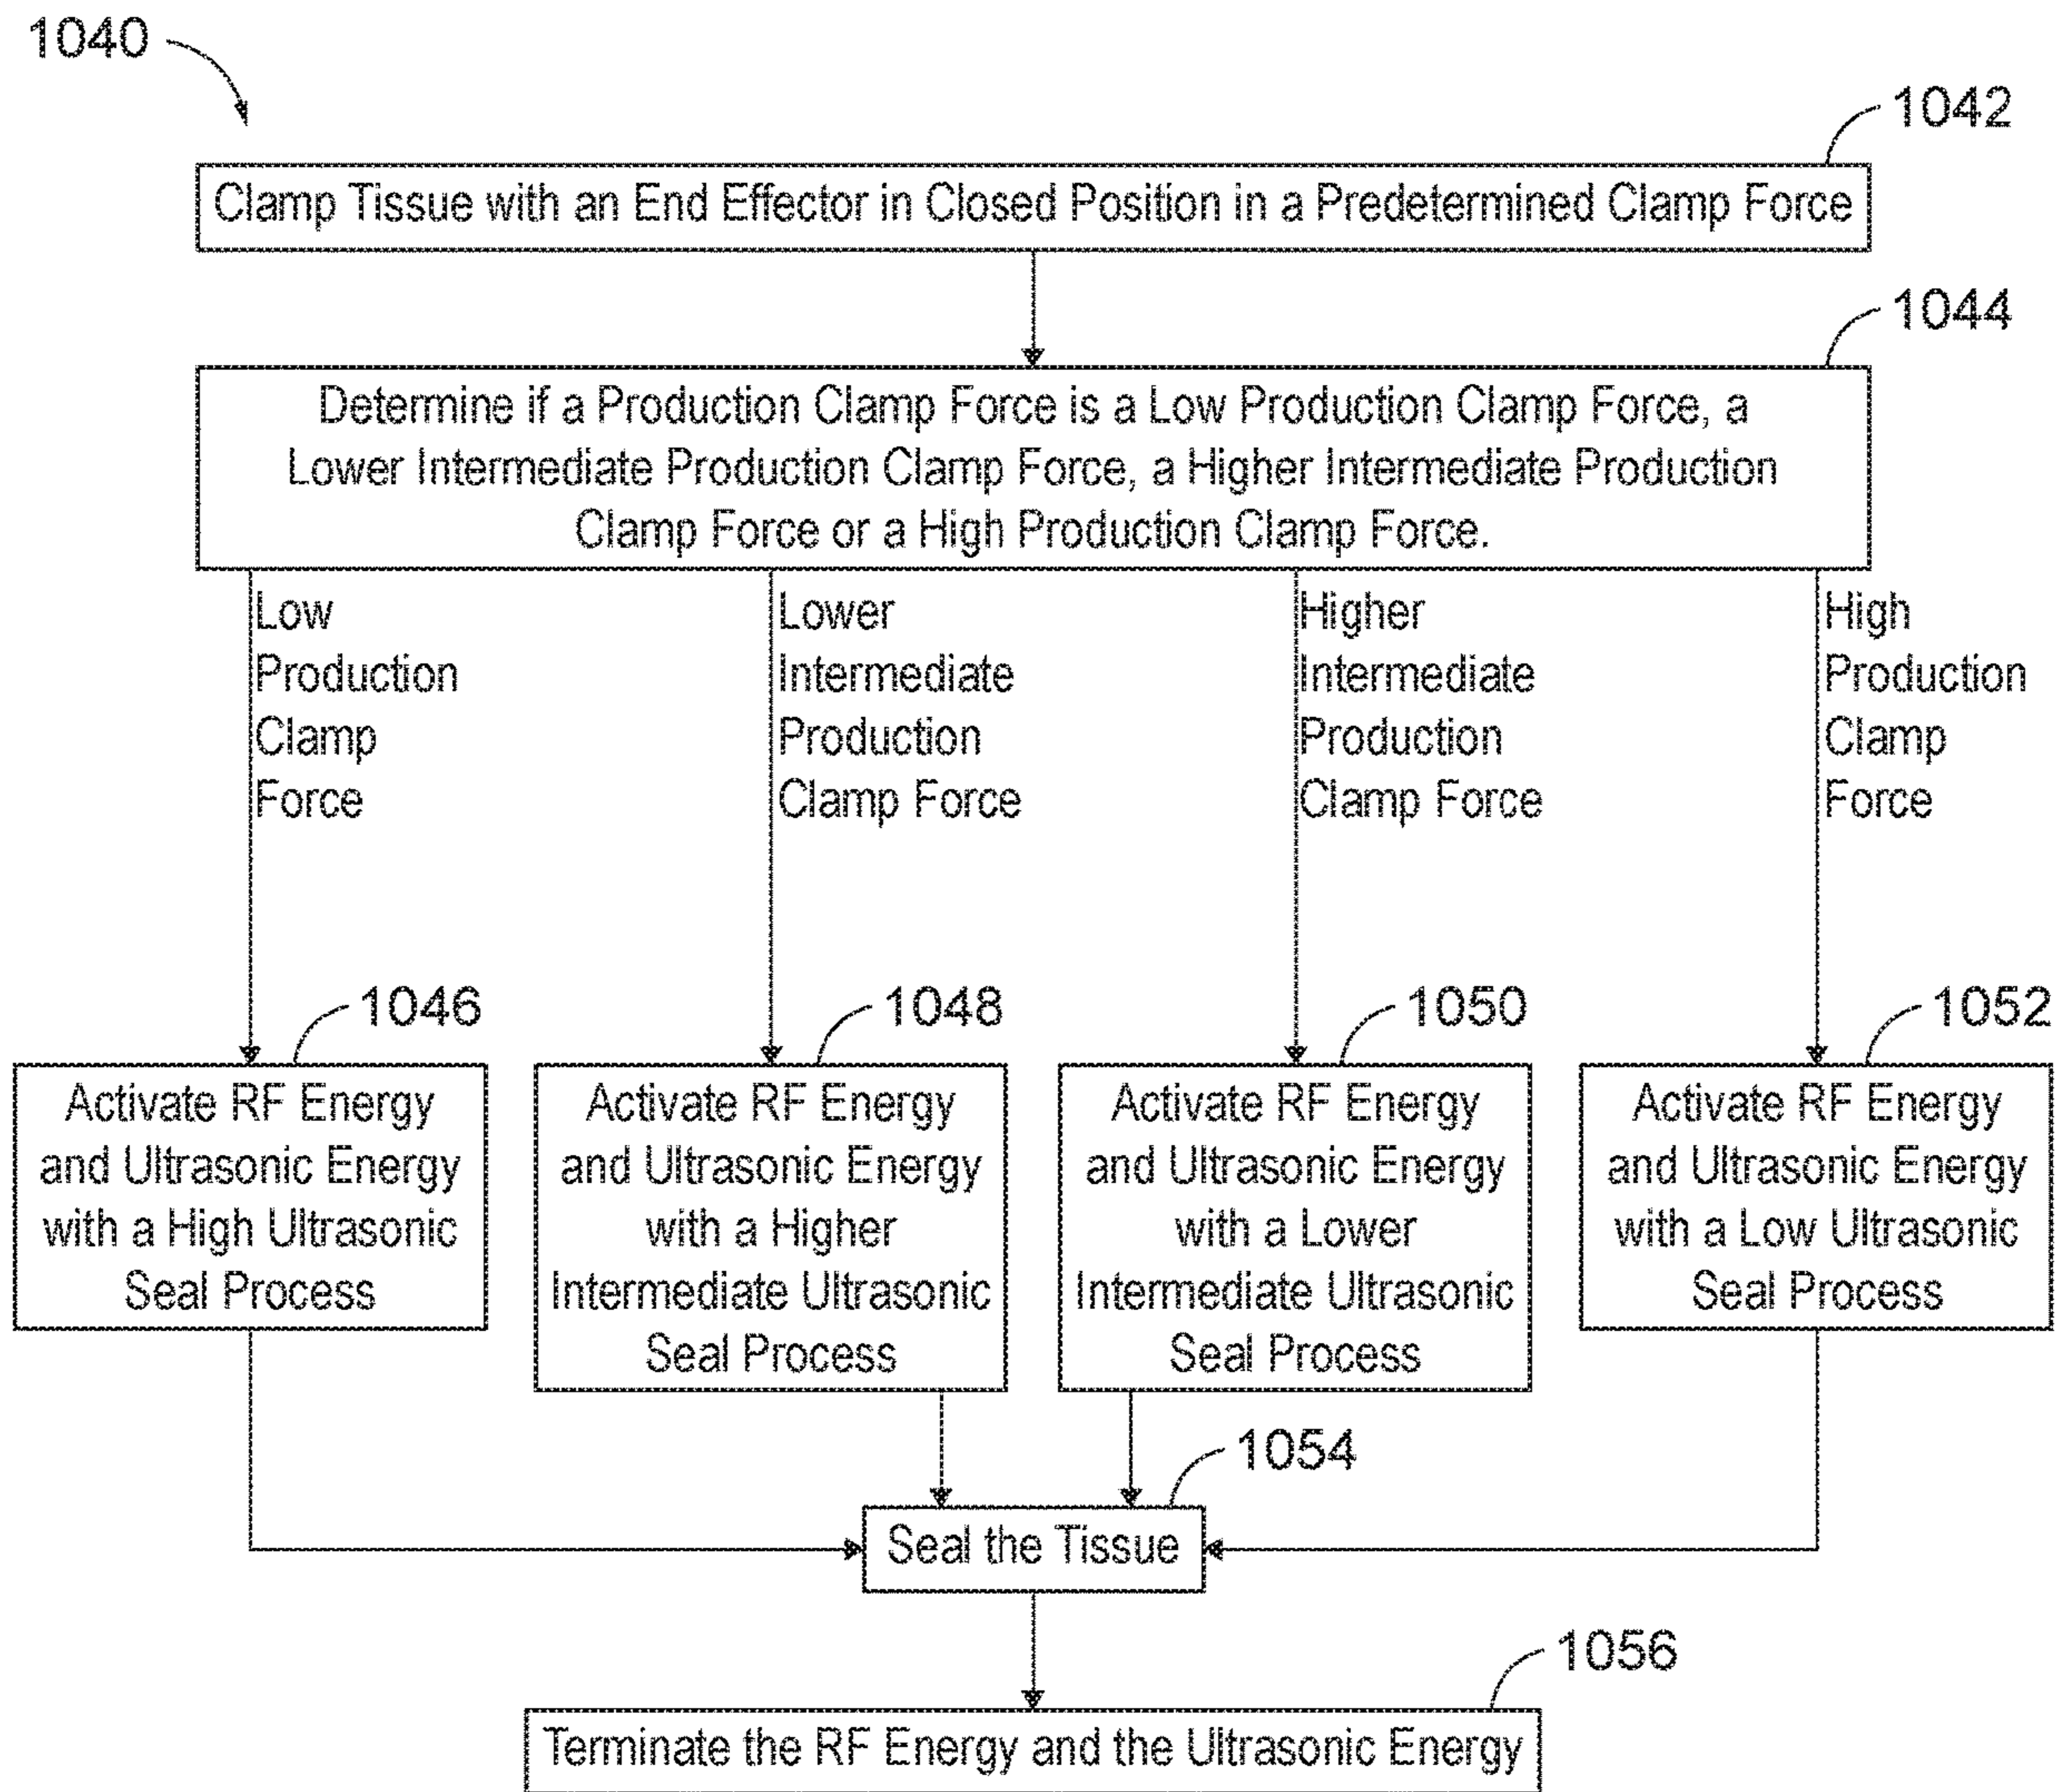 1040
1042
Clamp Tissue with an End Effector in Closed Position in a Predetermined Clamp Force
1044
Determine if a Production Clamp Force is a Low Production Clamp Force, a
Lower Intermediate Production Clamp Force, a Higher Intermediate Production
Clamp Force or a High Production Clamp Force.
Low
Production
Clamp
Force
Lower
Intermediate
Production
Clamp Force
Higher
Intermediate
Production
Clamp Force
High
Production
Clamp
Force
1046
Activate RF Energy
and Ultrasonic Energy
with a High Ultrasonic
Seal Process
1048
Activate RF Energy
and Ultrasonic Energy
with a Higher
Intermediate Ultrasonic
Seal Process
1050
Activate RF Energy
and Ultrasonic Energy
with a Lower
Intermediate Ultrasonic
Seal Process
1052
Activate RF Energy
and Ultrasonic Energy
with a Low Ultrasonic
Seal Process
1054
Seal the Tissue
1056
Terminate the RF Energy and the Ultrasonic Energy